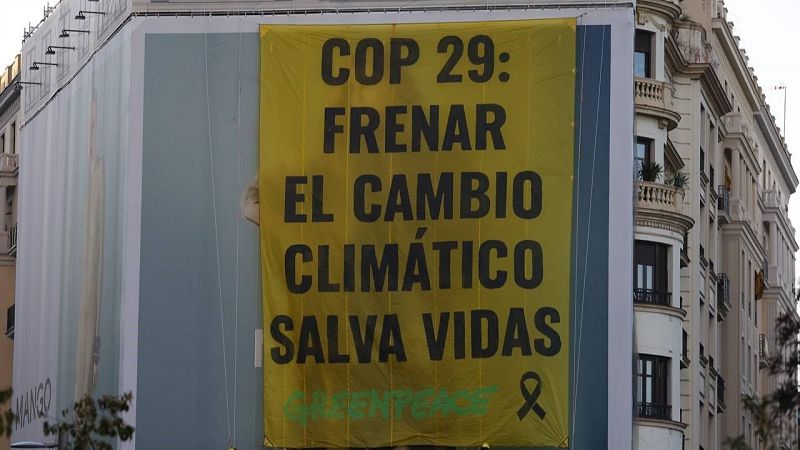 COP 29:
FRENAR
EL CAMBIO
CLIMÁTICO
SALVA VIDAS
GREENPEACE
MANGO